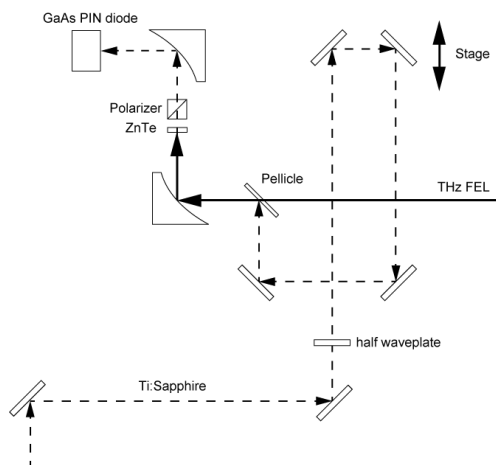 GaAs PIN diode
Stage
Polarizer
ZnTe
Pellicle
THz FEL
half waveplate
Ti:Sapphire